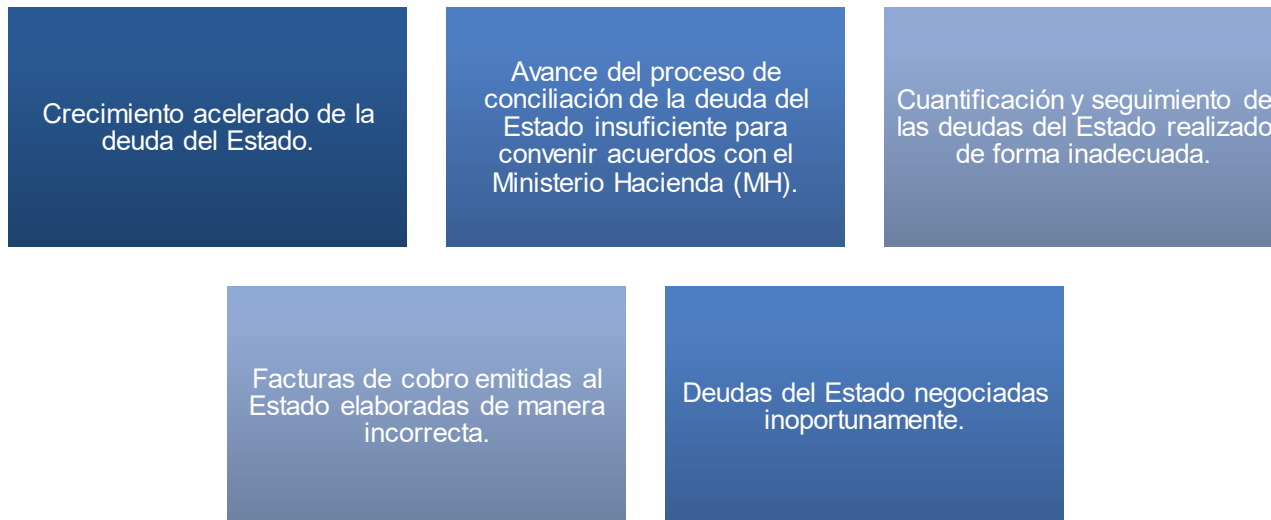 Crecimiento acelerado de la
deuda del Estado.
Avance del proceso de
conciliación de la deuda del
Estado insuficiente para
convenir acuerdos con el
Ministerio Hacienda (MH).
Cuantificación y seguimiento de
las deudas del Estado realizado
de forma inadecuada.
Facturas de cobro emitidas al
Estado elaboradas de manera
incorrecta.
Deudas del Estado negociadas
inoportunamente.